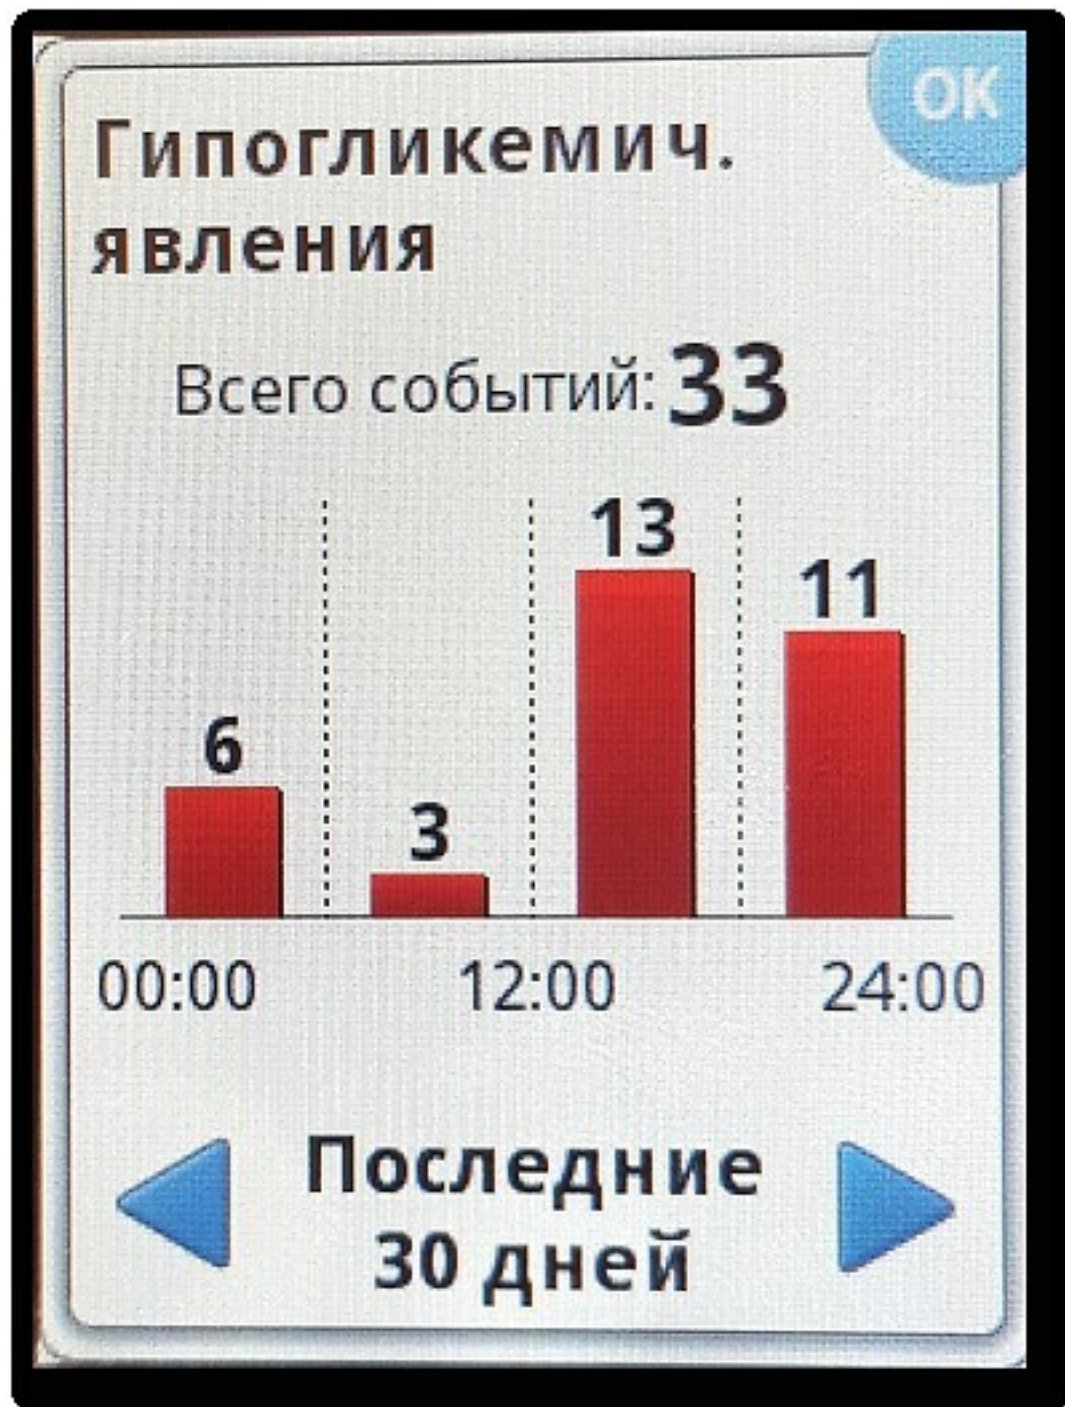 OK
Гипогликемич.
явления
Всего событий: 33
6
3
13
11
00:00 12:00 24:00
Последние
30 дней